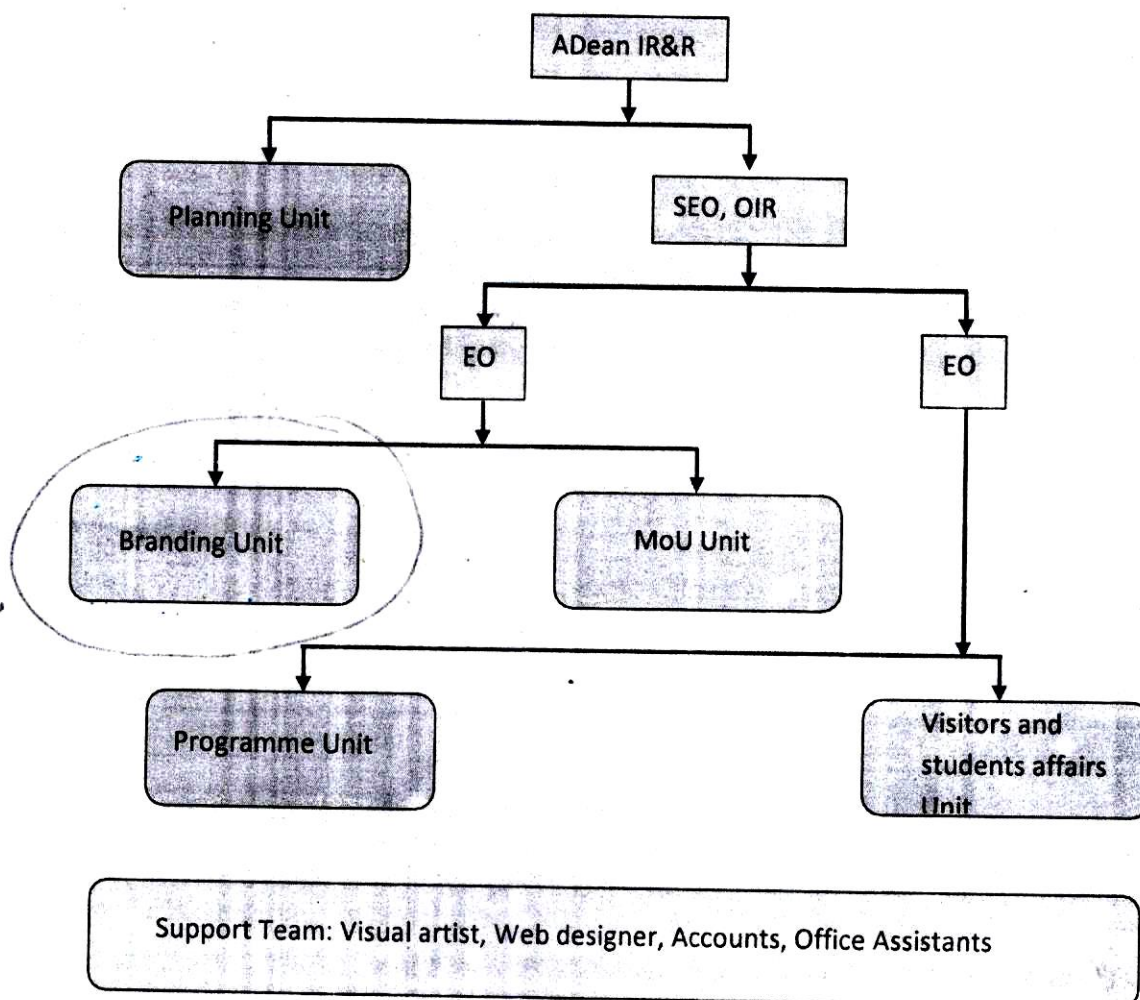 ADean IR&R
Planning Unit
SEO, OIR
EO
EO
Branding Unit
MoU Unit
Programme Unit
Visitors and
students affairs
Unit
Support Team: Visual artist, Web designer, Accounts, Office Assistants